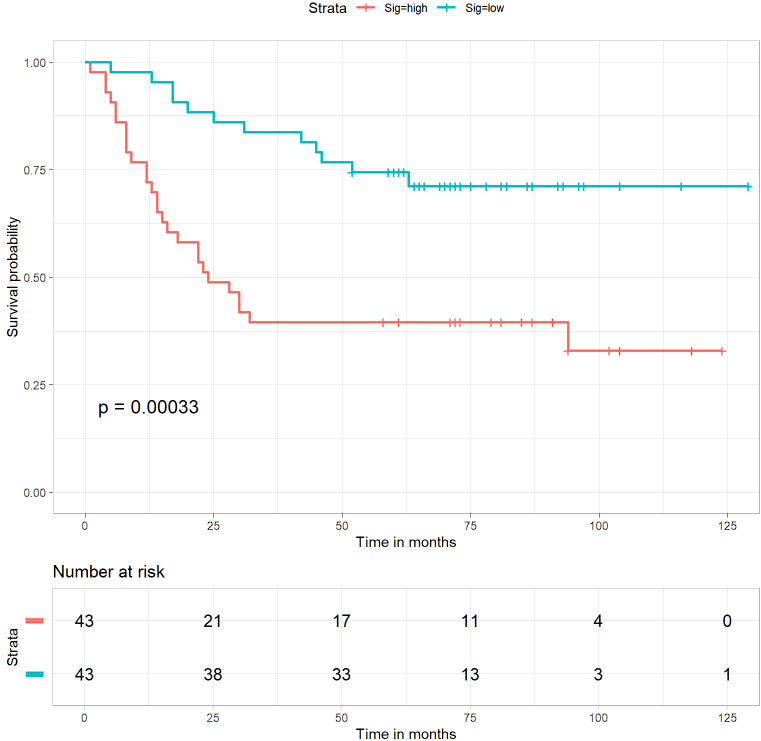 Strata Sig=high Sig=low
1.00
0.75
0.50
0.25
0.00
Survival probability
p = 0.00033
0 25 50 75 100 125
Time in months
Number at risk
Strata
43 21 17 11 4 0
43 38 33 13 3 1
0 25 50 75 100 125
Time in months